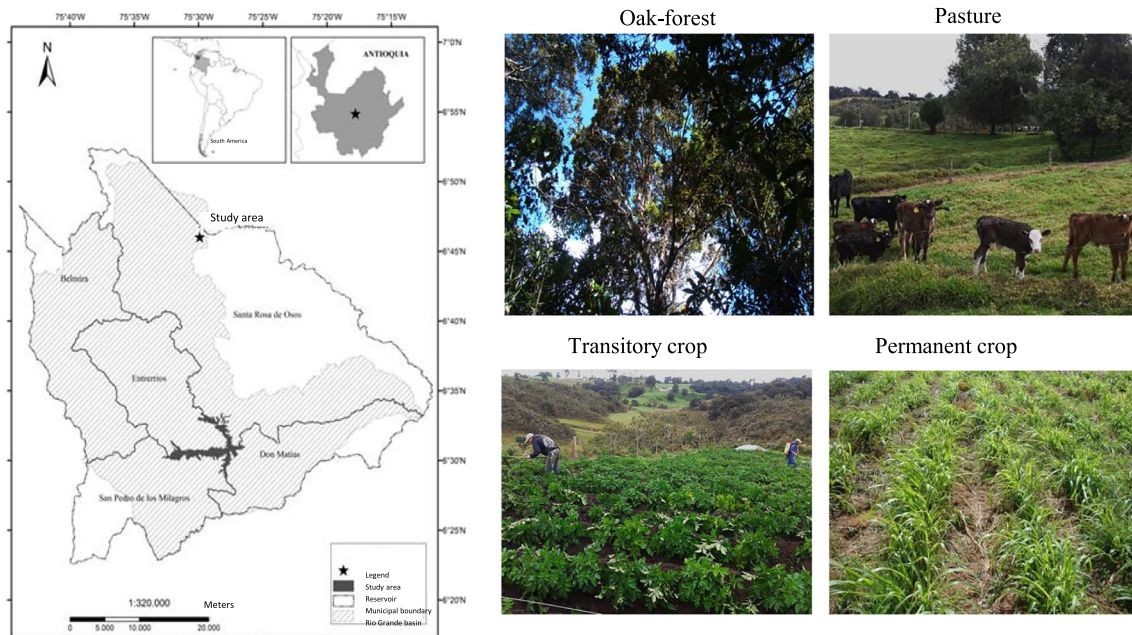 75°40'W 75°35'W 75°30'W 75°25'W 75°20'W 75°15'W
N
ANTIOQUIA
South America
7°0'N
6°55'N
6°50'N
6°45'N
6°40'N
6°35'N
6°30'N
6°25'N
6°20'N
Study area
Belmira
Santa Rosa de Osos
Entrerrios
Don Matias
San Pedro de los Milagros
Legend
Study area
Reservoir
Municipal boundary
Rio Grande basin
1:320.000 Meters
0 5.000 10.000 20.000
Oak-forest
Pasture
Transitory crop
Permanent crop